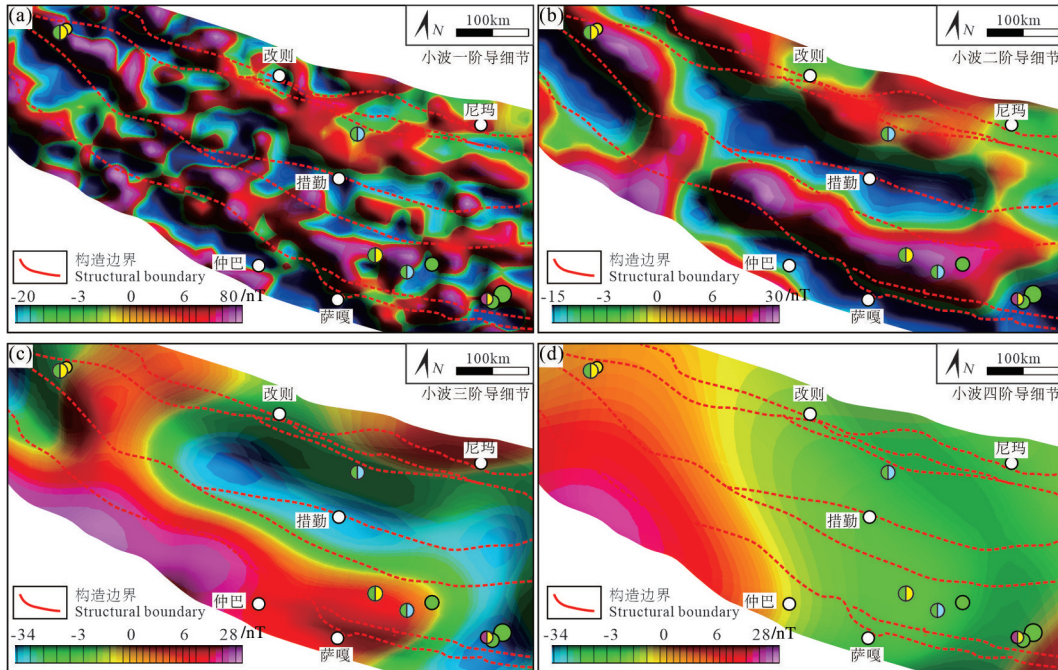 (a)
N
100km
小波一阶导细节
改则
尼玛
措勤
仲巴
萨嘎
构造边界
Structural boundary
-20 -3 0 6 80/nT
(b)
N
100km
小波二阶导细节
改则
尼玛
措勤
仲巴
萨嘎
构造边界
Structural boundary
-15 -3 0 6 30/nT
(c)
N
100km
小波三阶导细节
改则
尼玛
措勤
仲巴
萨嘎
构造边界
Structural boundary
-34 -3 0 6 28/nT
(d)
N
100km
小波四阶导细节
改则
尼玛
措勤
仲巴
萨嘎
构造边界
Structural boundary
-34 -3 0 6 28/nT